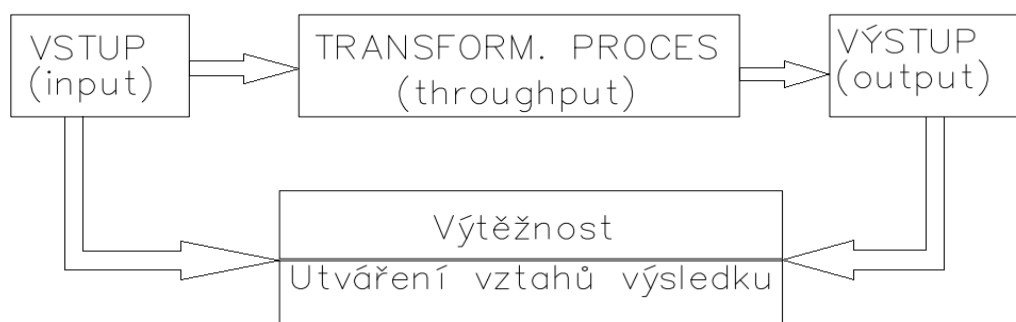 VSTUP
(input)
TRANSFORM. PROCES
(throughput)
VÝSTUP
(output)
Výtěžnost
Utváření vztahů výsledku